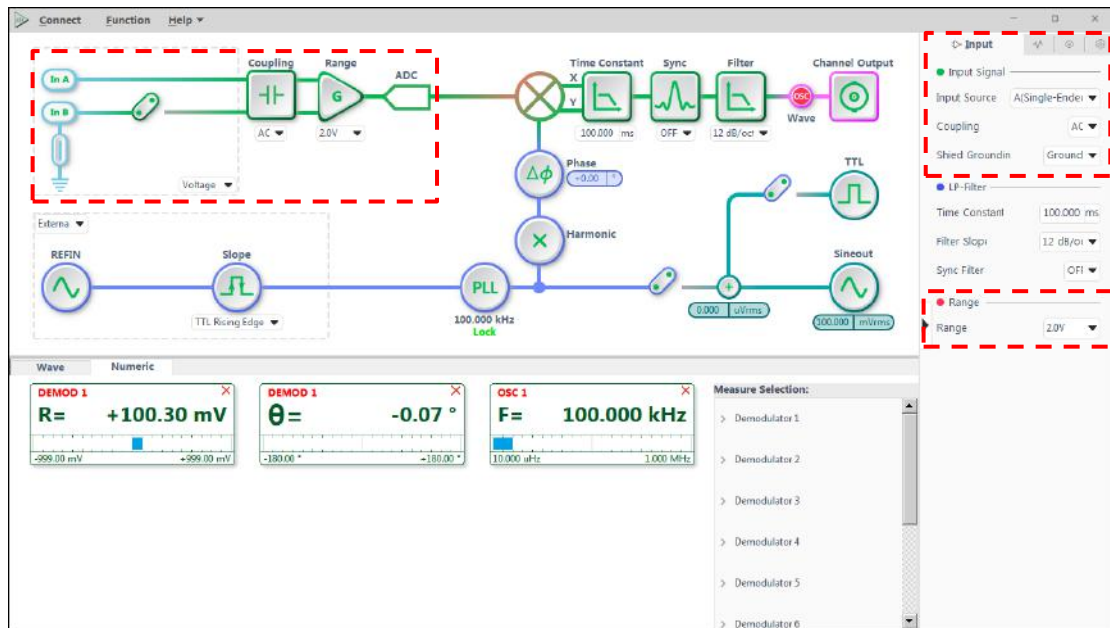 Connect Function Help
Input
In A
In B
Coupling
Range
G
ADC
AC
2.0V
Voltage
X
Y
Time Constant
Sync
Filter
Channel Output
OSC
Wave
100.000 ms
OFF
12 dB/oct
Δϕ
Phase
+0.00 °
Harmonic
TTL
Externa
REFIN
Slope
TTL Rising Edge
PLL
100.000 kHz
Lock
Sineout
0.000 uVrms
100.000 mVrms
Input Signal
Input Source A(Single-Ende
Coupling AC
Shied Groundin Ground
LP-Filter
Time Constant 100.000 ms
Filter Slop 12 dB/o
Sync Filter OFF
Range
Range 2.0V
Wave Numeric
DEMOD 1
R= +100.30 mV
-999.00 mV +999.00 mV
DEMOD 1
θ= -0.07 °
-180.00 ° +180.00 °
OSC 1
F= 100.000 kHz
10.000 uHz 1.000 MHz
Measure Selection:
Demodulator 1
Demodulator 2
Demodulator 3
Demodulator 4
Demodulator 5
Demodulator 6